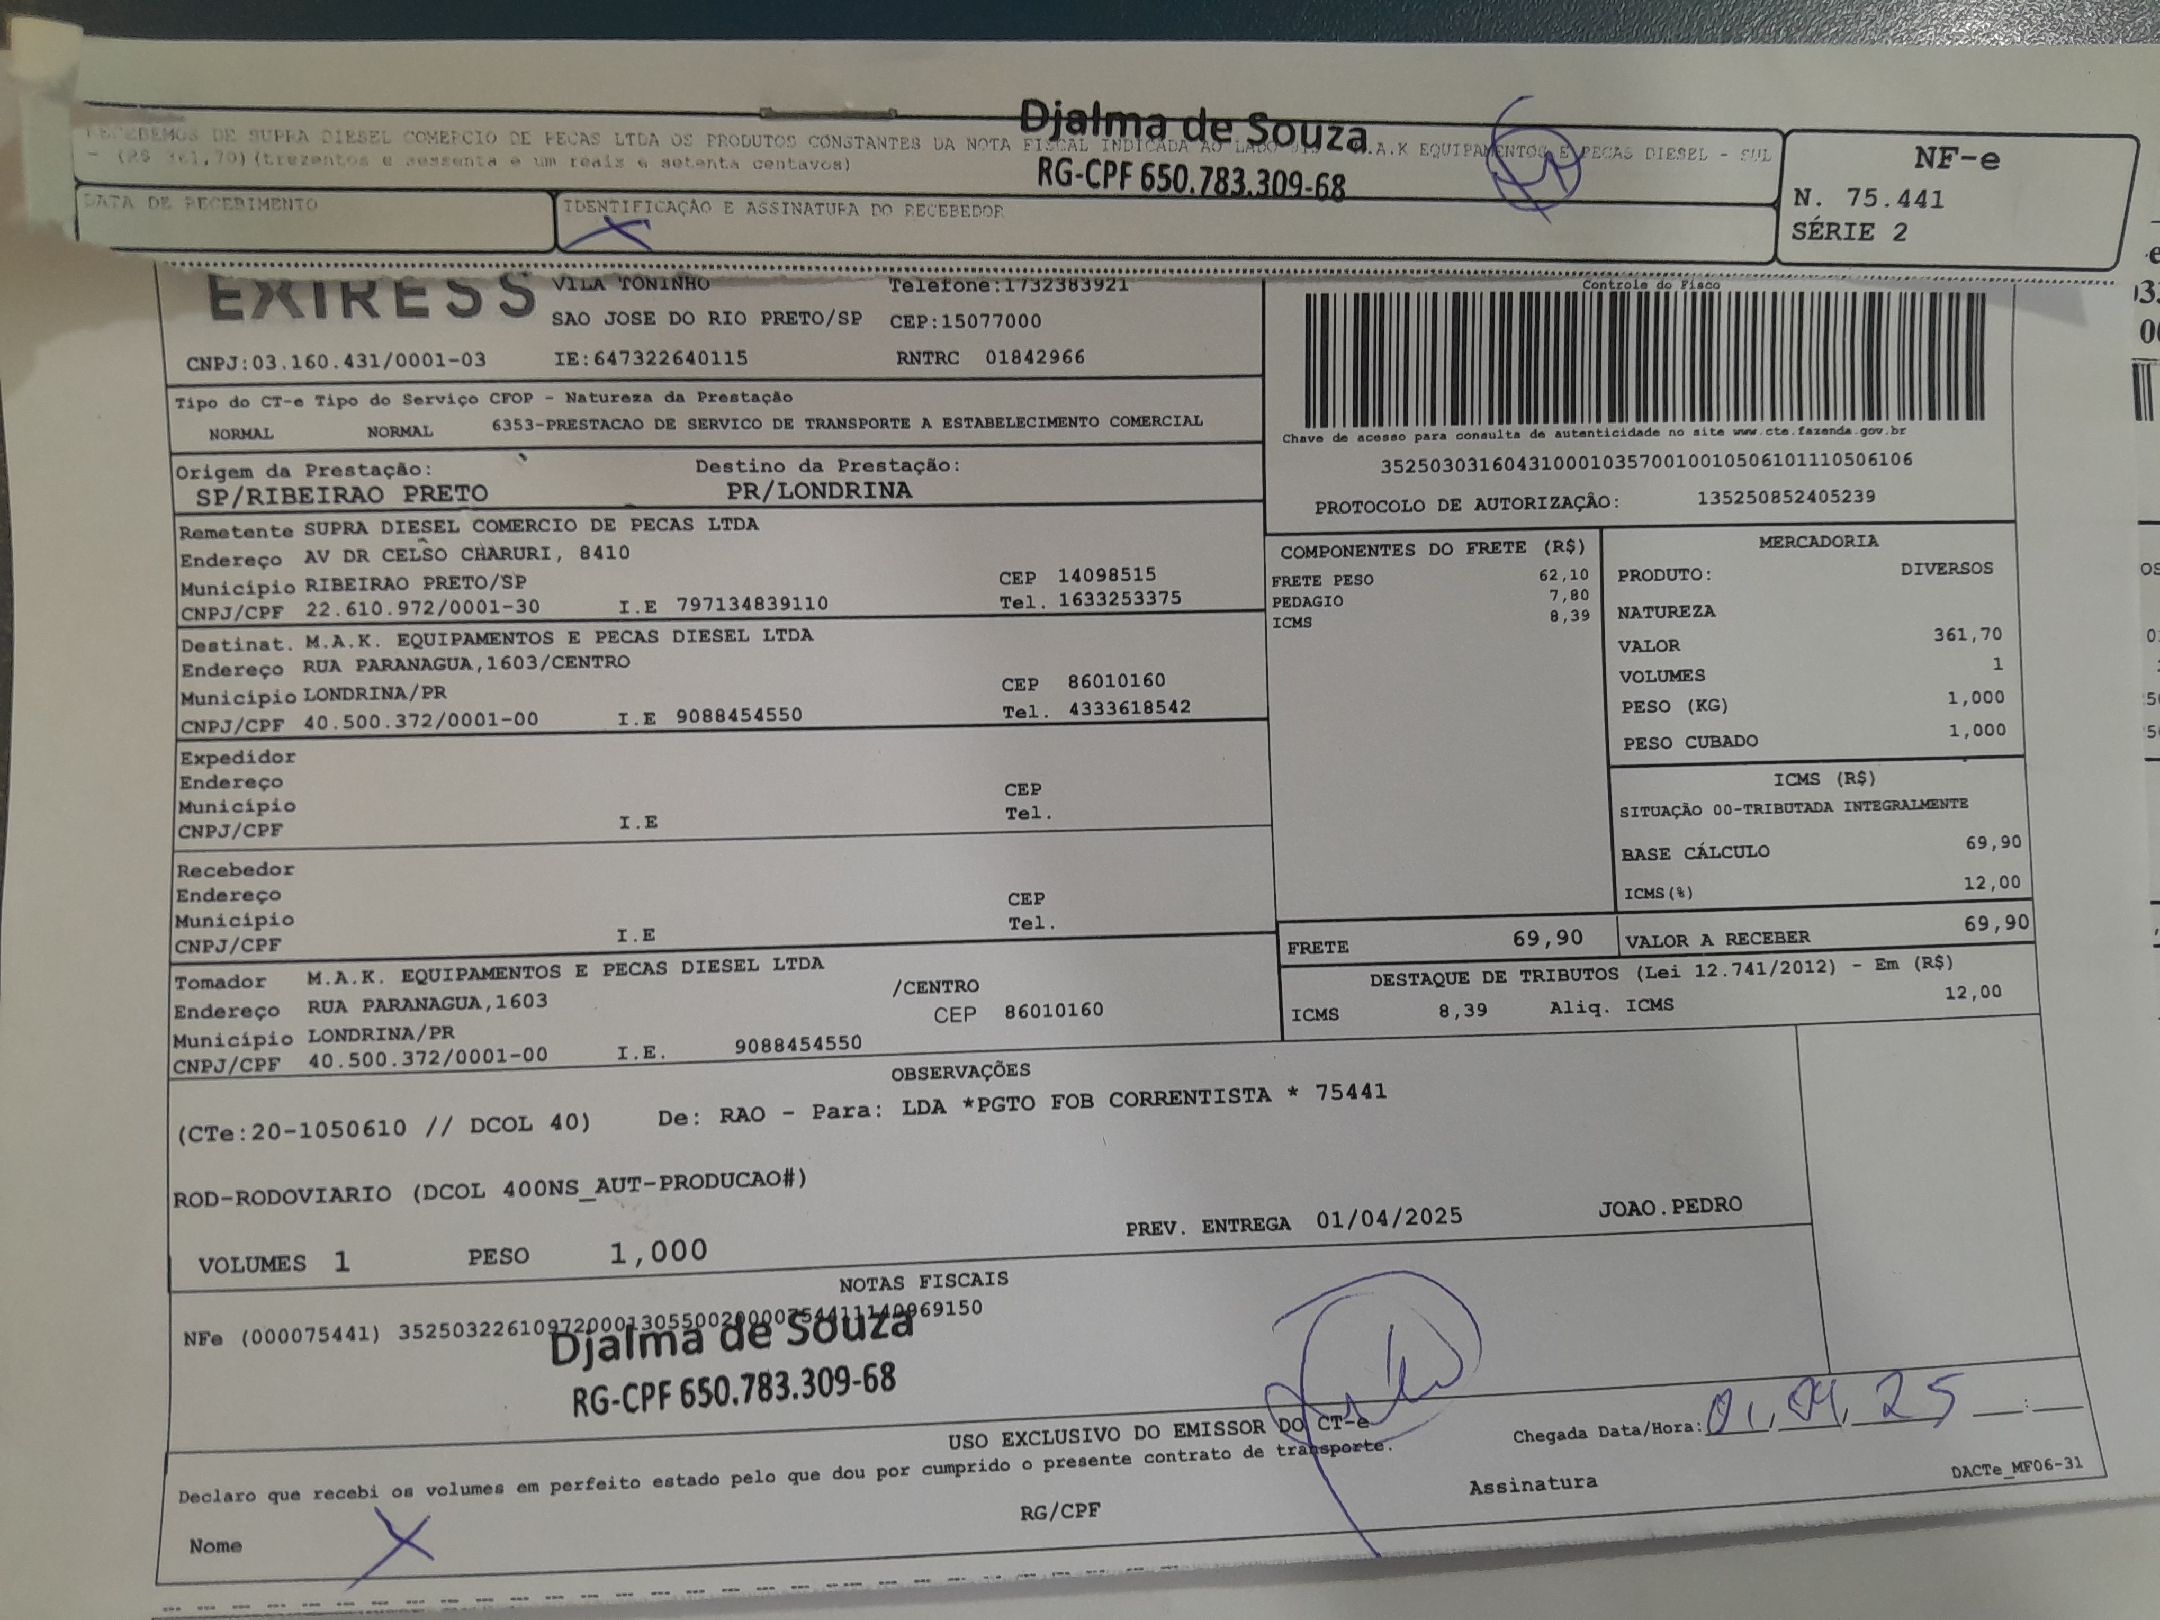 RECEBEMOS DE SUPRA DIESEL COMERCIO DE PECAS LTDA OS PRODUTOS CONSTANTES DA NOTA FISCAL INDICADA AO LADO M.A.K EQUIPAMENTOS E PECAS DIESEL - SUL
- (R$ 361,70)(trezentos e sessenta e um reais e setenta centavos)
Djalma de Souza
RG-CPF 650.783.309-68
DATA DE RECEBIMENTO
IDENTIFICAÇÃO E ASSINATURA DO RECEBEDOR
NF-e
N. 75.441
SÉRIE 2
EXPRESS
VILA TONINHO Telefone:1732383921
SAO JOSE DO RIO PRETO/SP CEP:15077000
CNPJ:03.160.431/0001-03 IE:647322640115 RNTRC 01842966
Controle do Fisco
Chave de acesso para consulta de autenticidade no site www.cte.fazenda.gov.br
35250303160431000103570010010506101110506106
PROTOCOLO DE AUTORIZAÇÃO: 135250852405239
Tipo do CT-e Tipo do Serviço CFOP - Natureza da Prestação
NORMAL NORMAL 6353-PRESTACAO DE SERVICO DE TRANSPORTE A ESTABELECIMENTO COMERCIAL
Origem da Prestação: Destino da Prestação:
SP/RIBEIRAO PRETO PR/LONDRINA
Remetente SUPRA DIESEL COMERCIO DE PECAS LTDA
Endereço AV DR CELSO CHARURI, 8410
Município RIBEIRAO PRETO/SP CEP 14098515
CNPJ/CPF 22.610.972/0001-30 I.E 797134839110 Tel. 1633253375
Destinat. M.A.K. EQUIPAMENTOS E PECAS DIESEL LTDA
Endereço RUA PARANAGUA,1603/CENTRO
Município LONDRINA/PR CEP 86010160
CNPJ/CPF 40.500.372/0001-00 I.E 9088454550 Tel. 4333618542
Expedidor
Endereço
Município CEP
CNPJ/CPF I.E Tel.
Recebedor
Endereço
Município CEP
CNPJ/CPF I.E Tel.
Tomador M.A.K. EQUIPAMENTOS E PECAS DIESEL LTDA
Endereço RUA PARANAGUA,1603 /CENTRO
Município LONDRINA/PR CEP 86010160
CNPJ/CPF 40.500.372/0001-00 I.E. 9088454550
COMPONENTES DO FRETE (R$)
FRETE PESO 62,10
PEDAGIO 7,80
ICMS 8,39
MERCADORIA
PRODUTO: DIVERSOS
NATUREZA
VALOR 361,70
VOLUMES 1
PESO (KG) 1,000
PESO CUBADO 1,000
ICMS (R$)
SITUAÇÃO 00-TRIBUTADA INTEGRALMENTE
BASE CÁLCULO 69,90
ICMS(%) 12,00
FRETE 69,90 VALOR A RECEBER 69,90
DESTAQUE DE TRIBUTOS (Lei 12.741/2012) - Em (R$)
ICMS 8,39 Aliq. ICMS 12,00
OBSERVAÇÕES
(CTe:20-1050610 // DCOL 40) De: RAO - Para: LDA *PGTO FOB CORRENTISTA * 75441
ROD-RODOVIARIO (DCOL 400NS_AUT-PRODUCAO#)
PREV. ENTREGA 01/04/2025 JOAO.PEDRO
VOLUMES 1 PESO 1,000
NOTAS FISCAIS
NFe (000075441) 35250322610972000130550020000754411140969150
Djalma de Souza
RG-CPF 650.783.309-68
USO EXCLUSIVO DO EMISSOR DO CT-e
Chegada Data/Hora: 01, 04, 25 __:__
Declaro que recebi os volumes em perfeito estado pelo que dou por cumprido o presente contrato de transporte.
Nome RG/CPF Assinatura DACTe_MF06-31